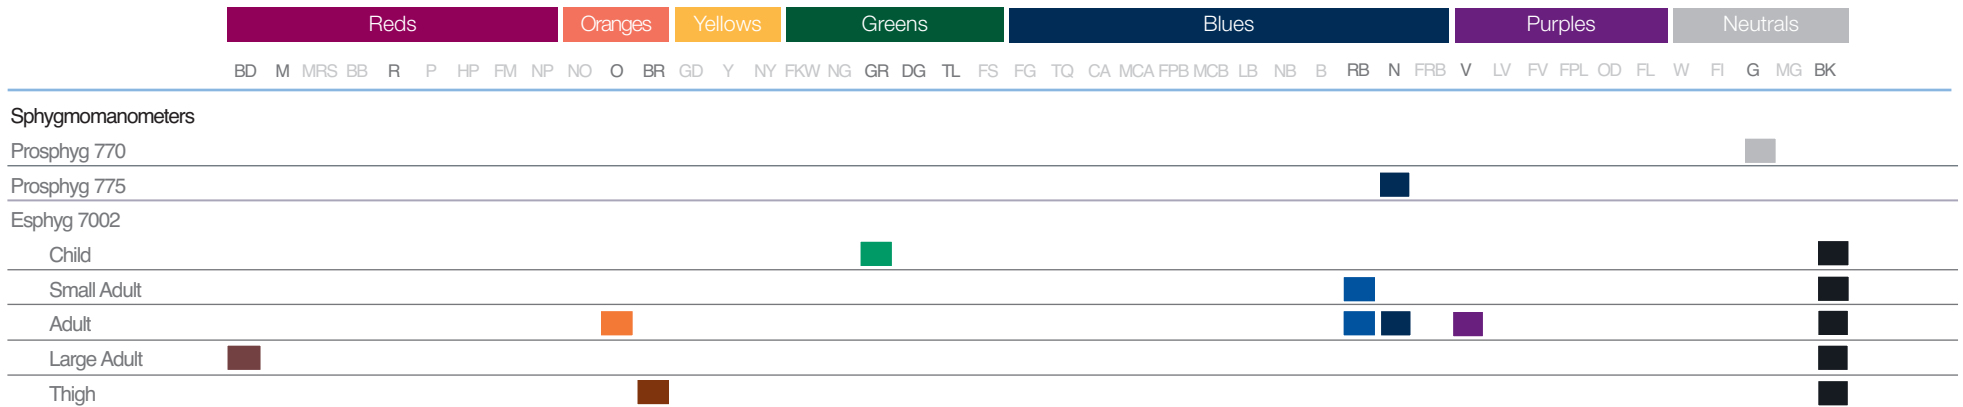 Reds Oranges Yellows Greens Blues Purples Neutrals
BD M MRS BB R P HP FM NP NO O BR GD Y NY FKW NG GR DG TL FS FG TQ CA MCA FPB MCB LB NB B RB N FRB V LV FV FPL OD FL W FI G MG BK
Sphygmomanometers
Prosphyg 770
Prosphyg 775
Esphyg 7002
Child
Small Adult
Adult
Large Adult
Thigh